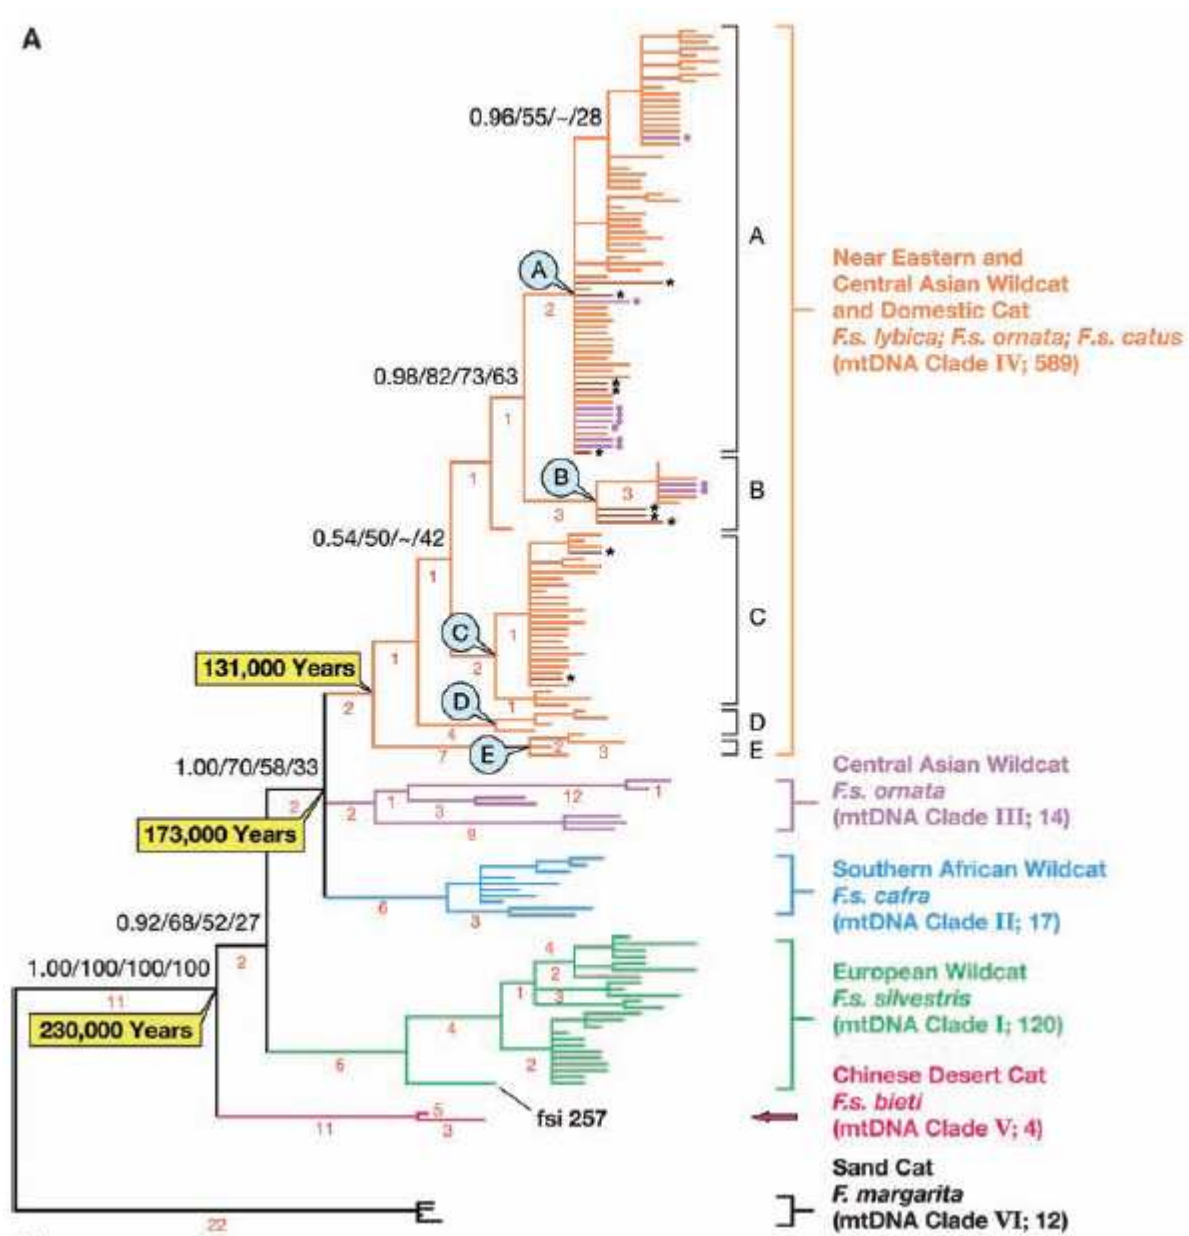 A
0.96/55/~/28
A
A
Near Eastern and
Central Asian Wildcat
and Domestic Cat
F.s. lybica; F.s. ornata; F.s. catus
(mtDNA Clade IV; 589)
2
0.98/82/73/63
1
B
B
1
3
3
0.54/50/~/42
1
C
C
1
2
131,000 Years
1
2
D
1
D
4
E
2
3
E
7
1.00/70/58/33
Central Asian Wildcat
F.s. ornata
(mtDNA Clade III; 14)
2
2
1
12
1
3
9
173,000 Years
Southern African Wildcat
F.s. cafra
(mtDNA Clade II; 17)
6
3
0.92/68/52/27
2
1.00/100/100/100
11
230,000 Years
4
2
1
3
4
2
6
European Wildcat
F.s. silvestris
(mtDNA Clade I; 120)
fsi 257
Chinese Desert Cat
F.s. bieti
(mtDNA Clade V; 4)
5
3
11
Sand Cat
F. margarita
(mtDNA Clade VI; 12)
22